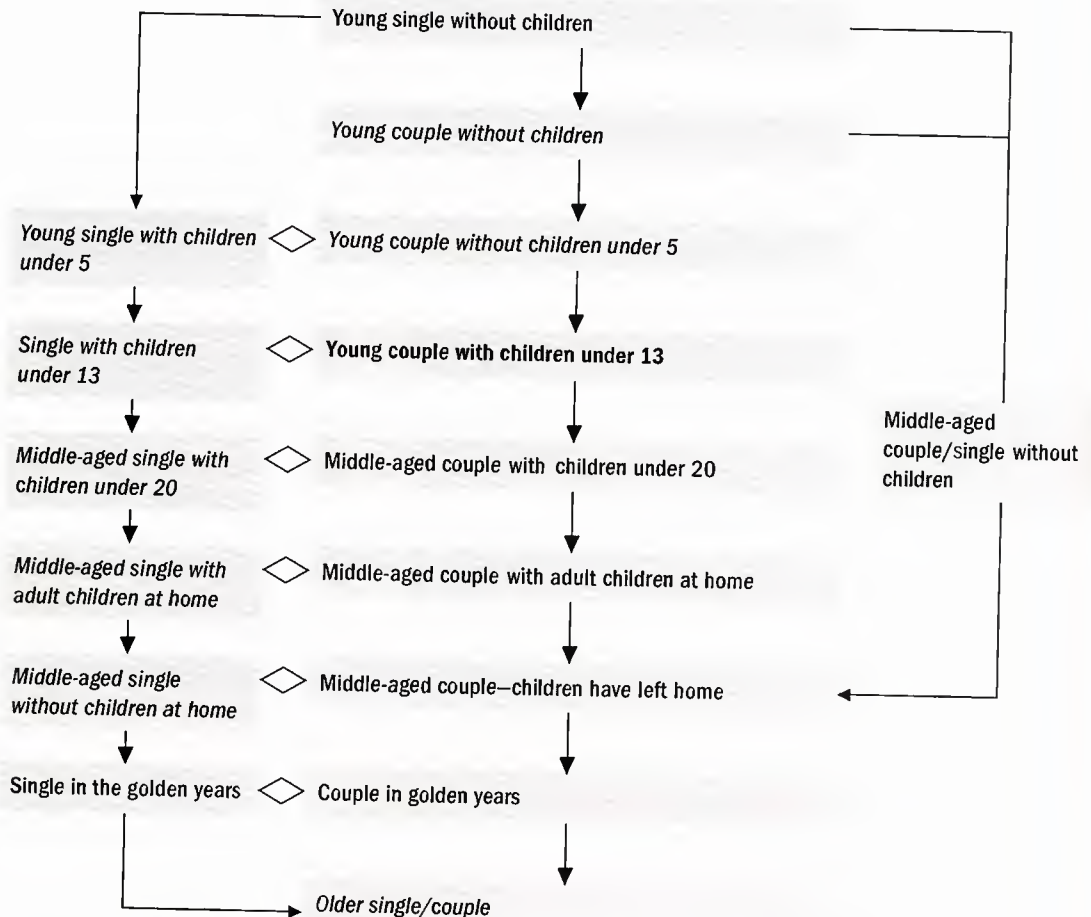 Young single without children
Young couple without children
Young single with children
under 5
Young couple without children under 5
Single with children
under 13
Young couple with children under 13
Middle-aged
couple/single without
children
Middle-aged single with
children under 20
Middle-aged couple with children under 20
Middle-aged single with
adult children at home
Middle-aged couple with adult children at home
Middle-aged single
without children at home
Middle-aged couple—children have left home
Single in the golden years
Couple in golden years
Older single/couple